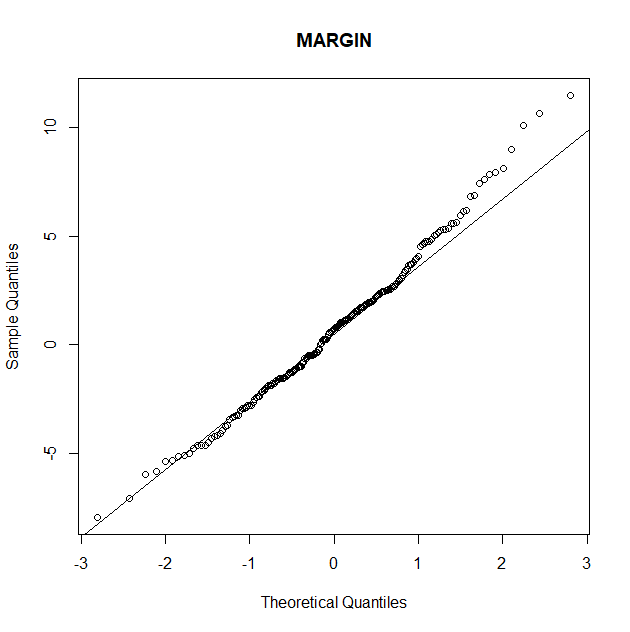 MARGIN
10
5
0
-5
Sample Quantiles
-3 -2 -1 0 1 2 3
Theoretical Quantiles